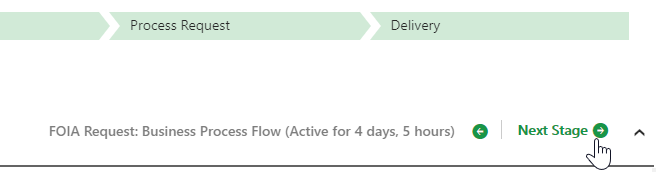 Process Request
Delivery
FOIA Request: Business Process Flow (Active for 4 days, 5 hours)
Next Stage